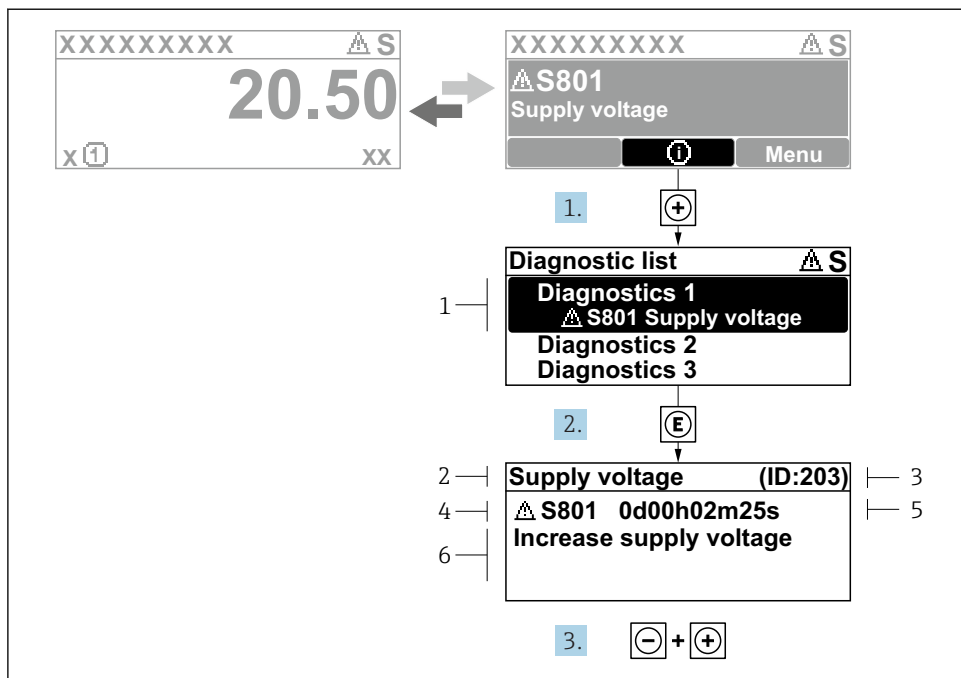 XXXXXXXXX ⚠ S
20.50
x ① xx
XXXXXXXXX ⚠ S
⚠ S801
Supply voltage
ⓘ Menu
1. +
Diagnostic list ⚠ S
1
Diagnostics 1
⚠ S801 Supply voltage
Diagnostics 2
Diagnostics 3
2. E
2 Supply voltage (ID:203) 3
4 ⚠ S801 0d00h02m25s 5
6 Increase supply voltage
3. − + +